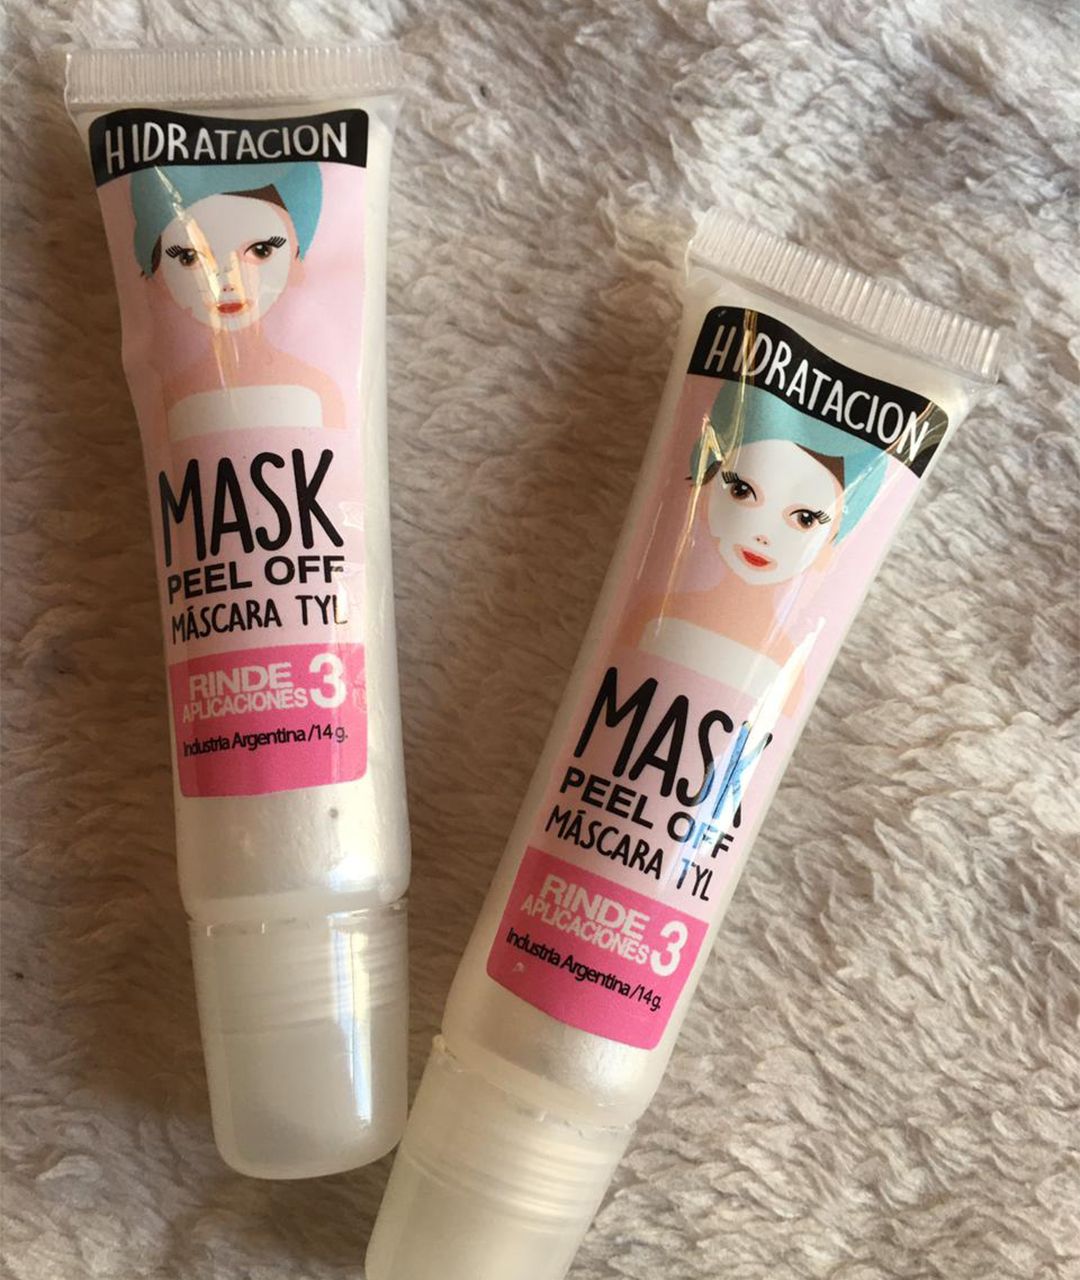 HIDRATACION
MASK
PEEL OFF
MÁSCARA TYL
RINDE
APLICACIONES 3
Industria Argentina /14 g.
HIDRATACION
MASK
PEEL OFF
MÁSCARA TYL
RINDE
APLICACIONES 3
Industria Argentina /14 g.